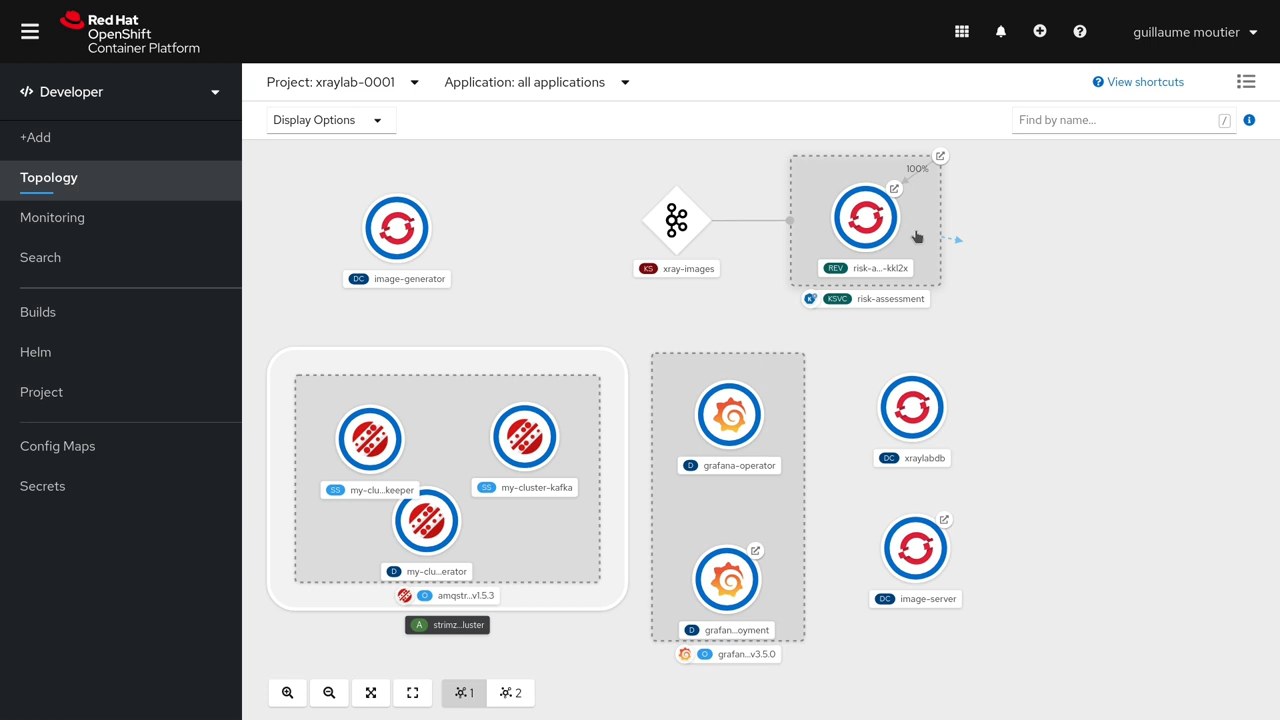 Red Hat
OpenShift
Container Platform
guillaume moutier
Developer
Project: xraylab-0001
Application: all applications
View shortcuts
Display Options
Find by name...
/
+Add
Topology
Monitoring
Search
Builds
Helm
Project
Config Maps
Secrets
100%
DC image-generator
KS xray-images
REV risk-a...-kkl2x
KSVC risk-assessment
SS my-clu...keeper
SS my-cluster-kafka
D my-clu...erator
O amqstr...v1.5.3
A strimz...luster
D grafana-operator
D grafan...oyment
O grafan...v3.5.0
DC xraylabdb
DC image-server
1
2